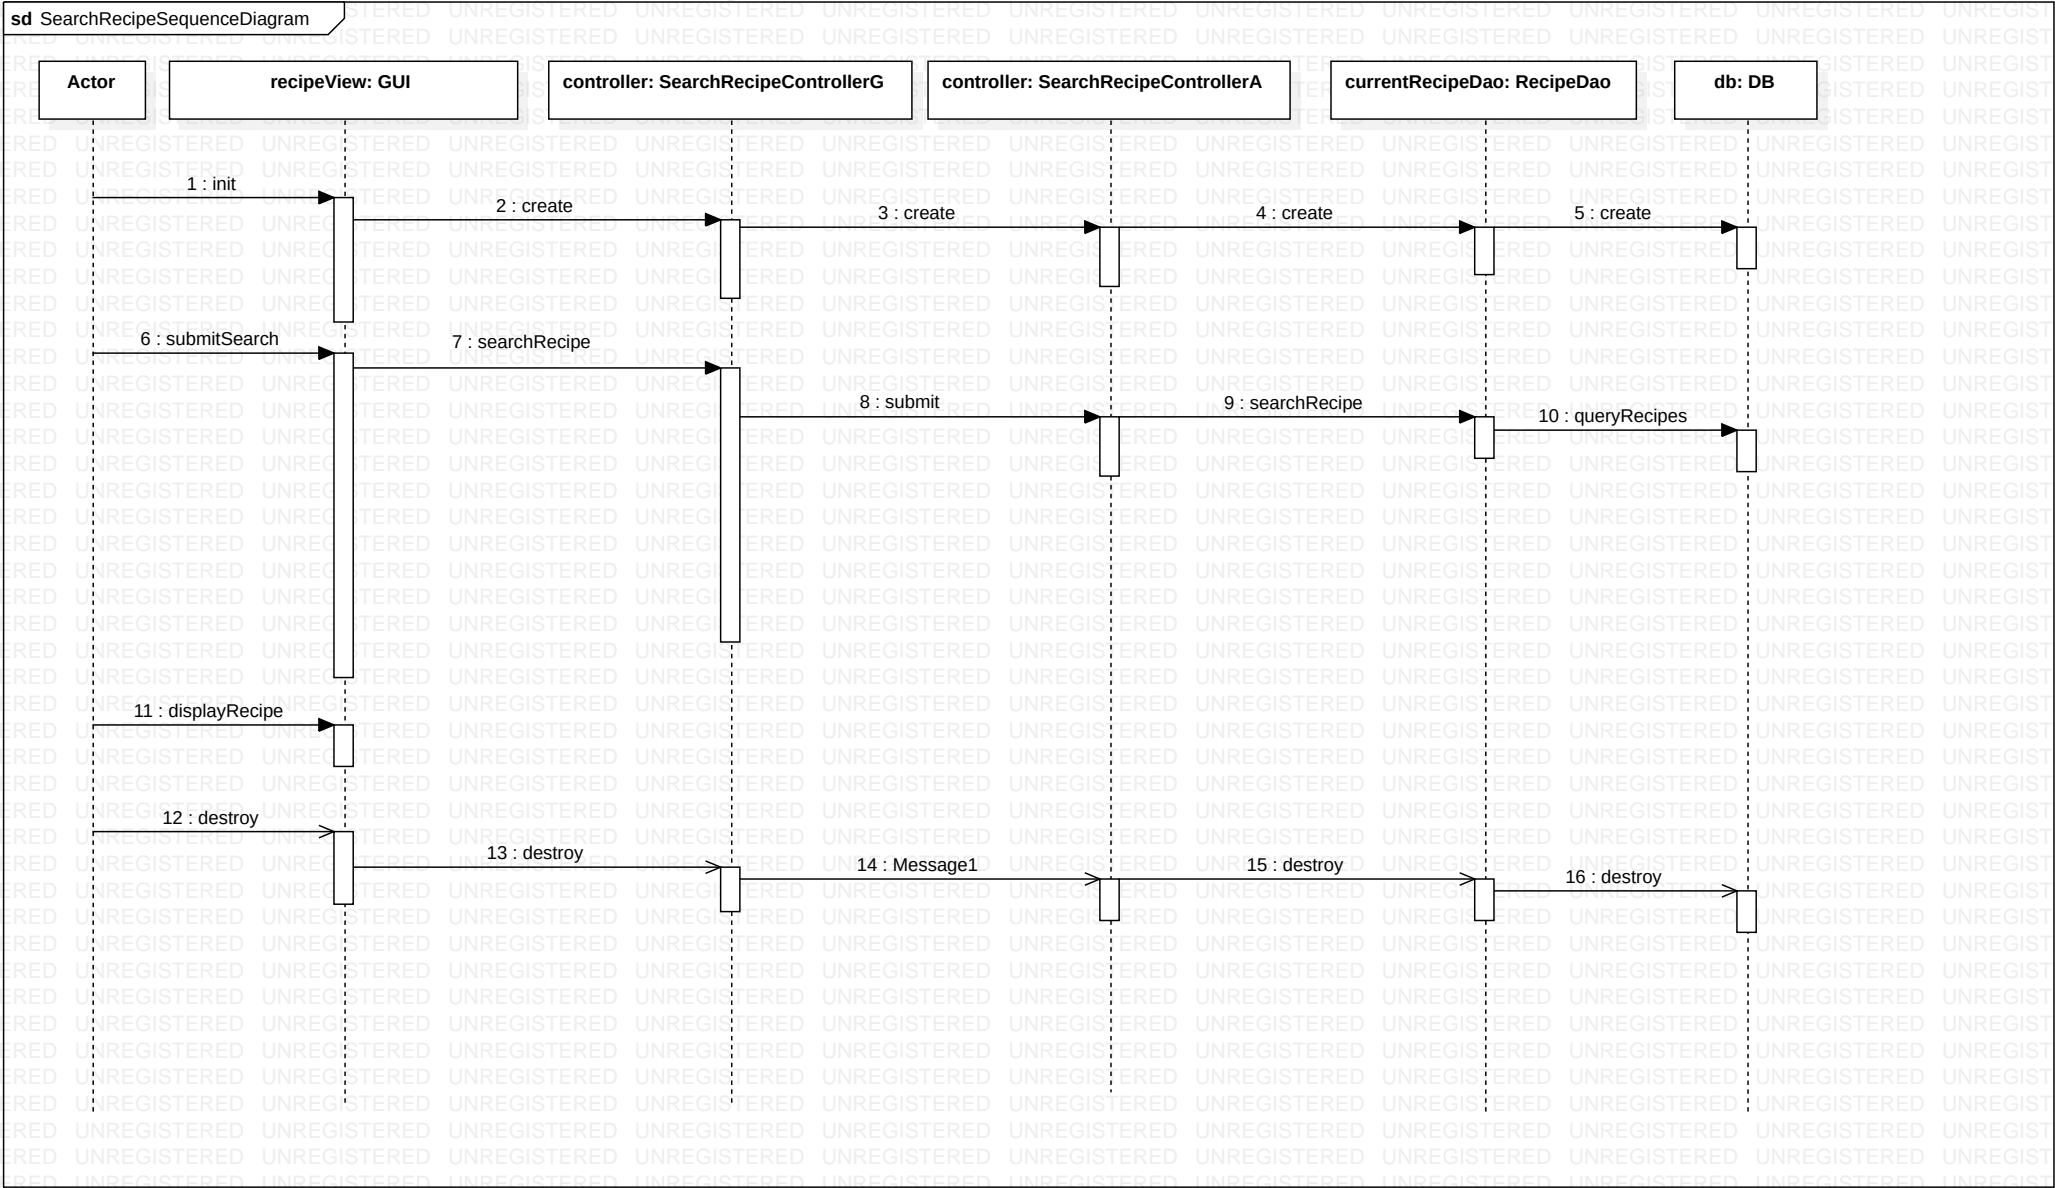 sd SearchRecipeSequenceDiagram
Actor
recipeView: GUI
controller: SearchRecipeControllerG
controller: SearchRecipeControllerA
currentRecipeDao: RecipeDao
db: DB
1 : init
2 : create
3 : create
4 : create
5 : create
6 : submitSearch
7 : searchRecipe
8 : submit
9 : searchRecipe
10 : queryRecipes
11 : displayRecipe
12 : destroy
13 : destroy
14 : Message1
15 : destroy
16 : destroy
UNREGISTERED